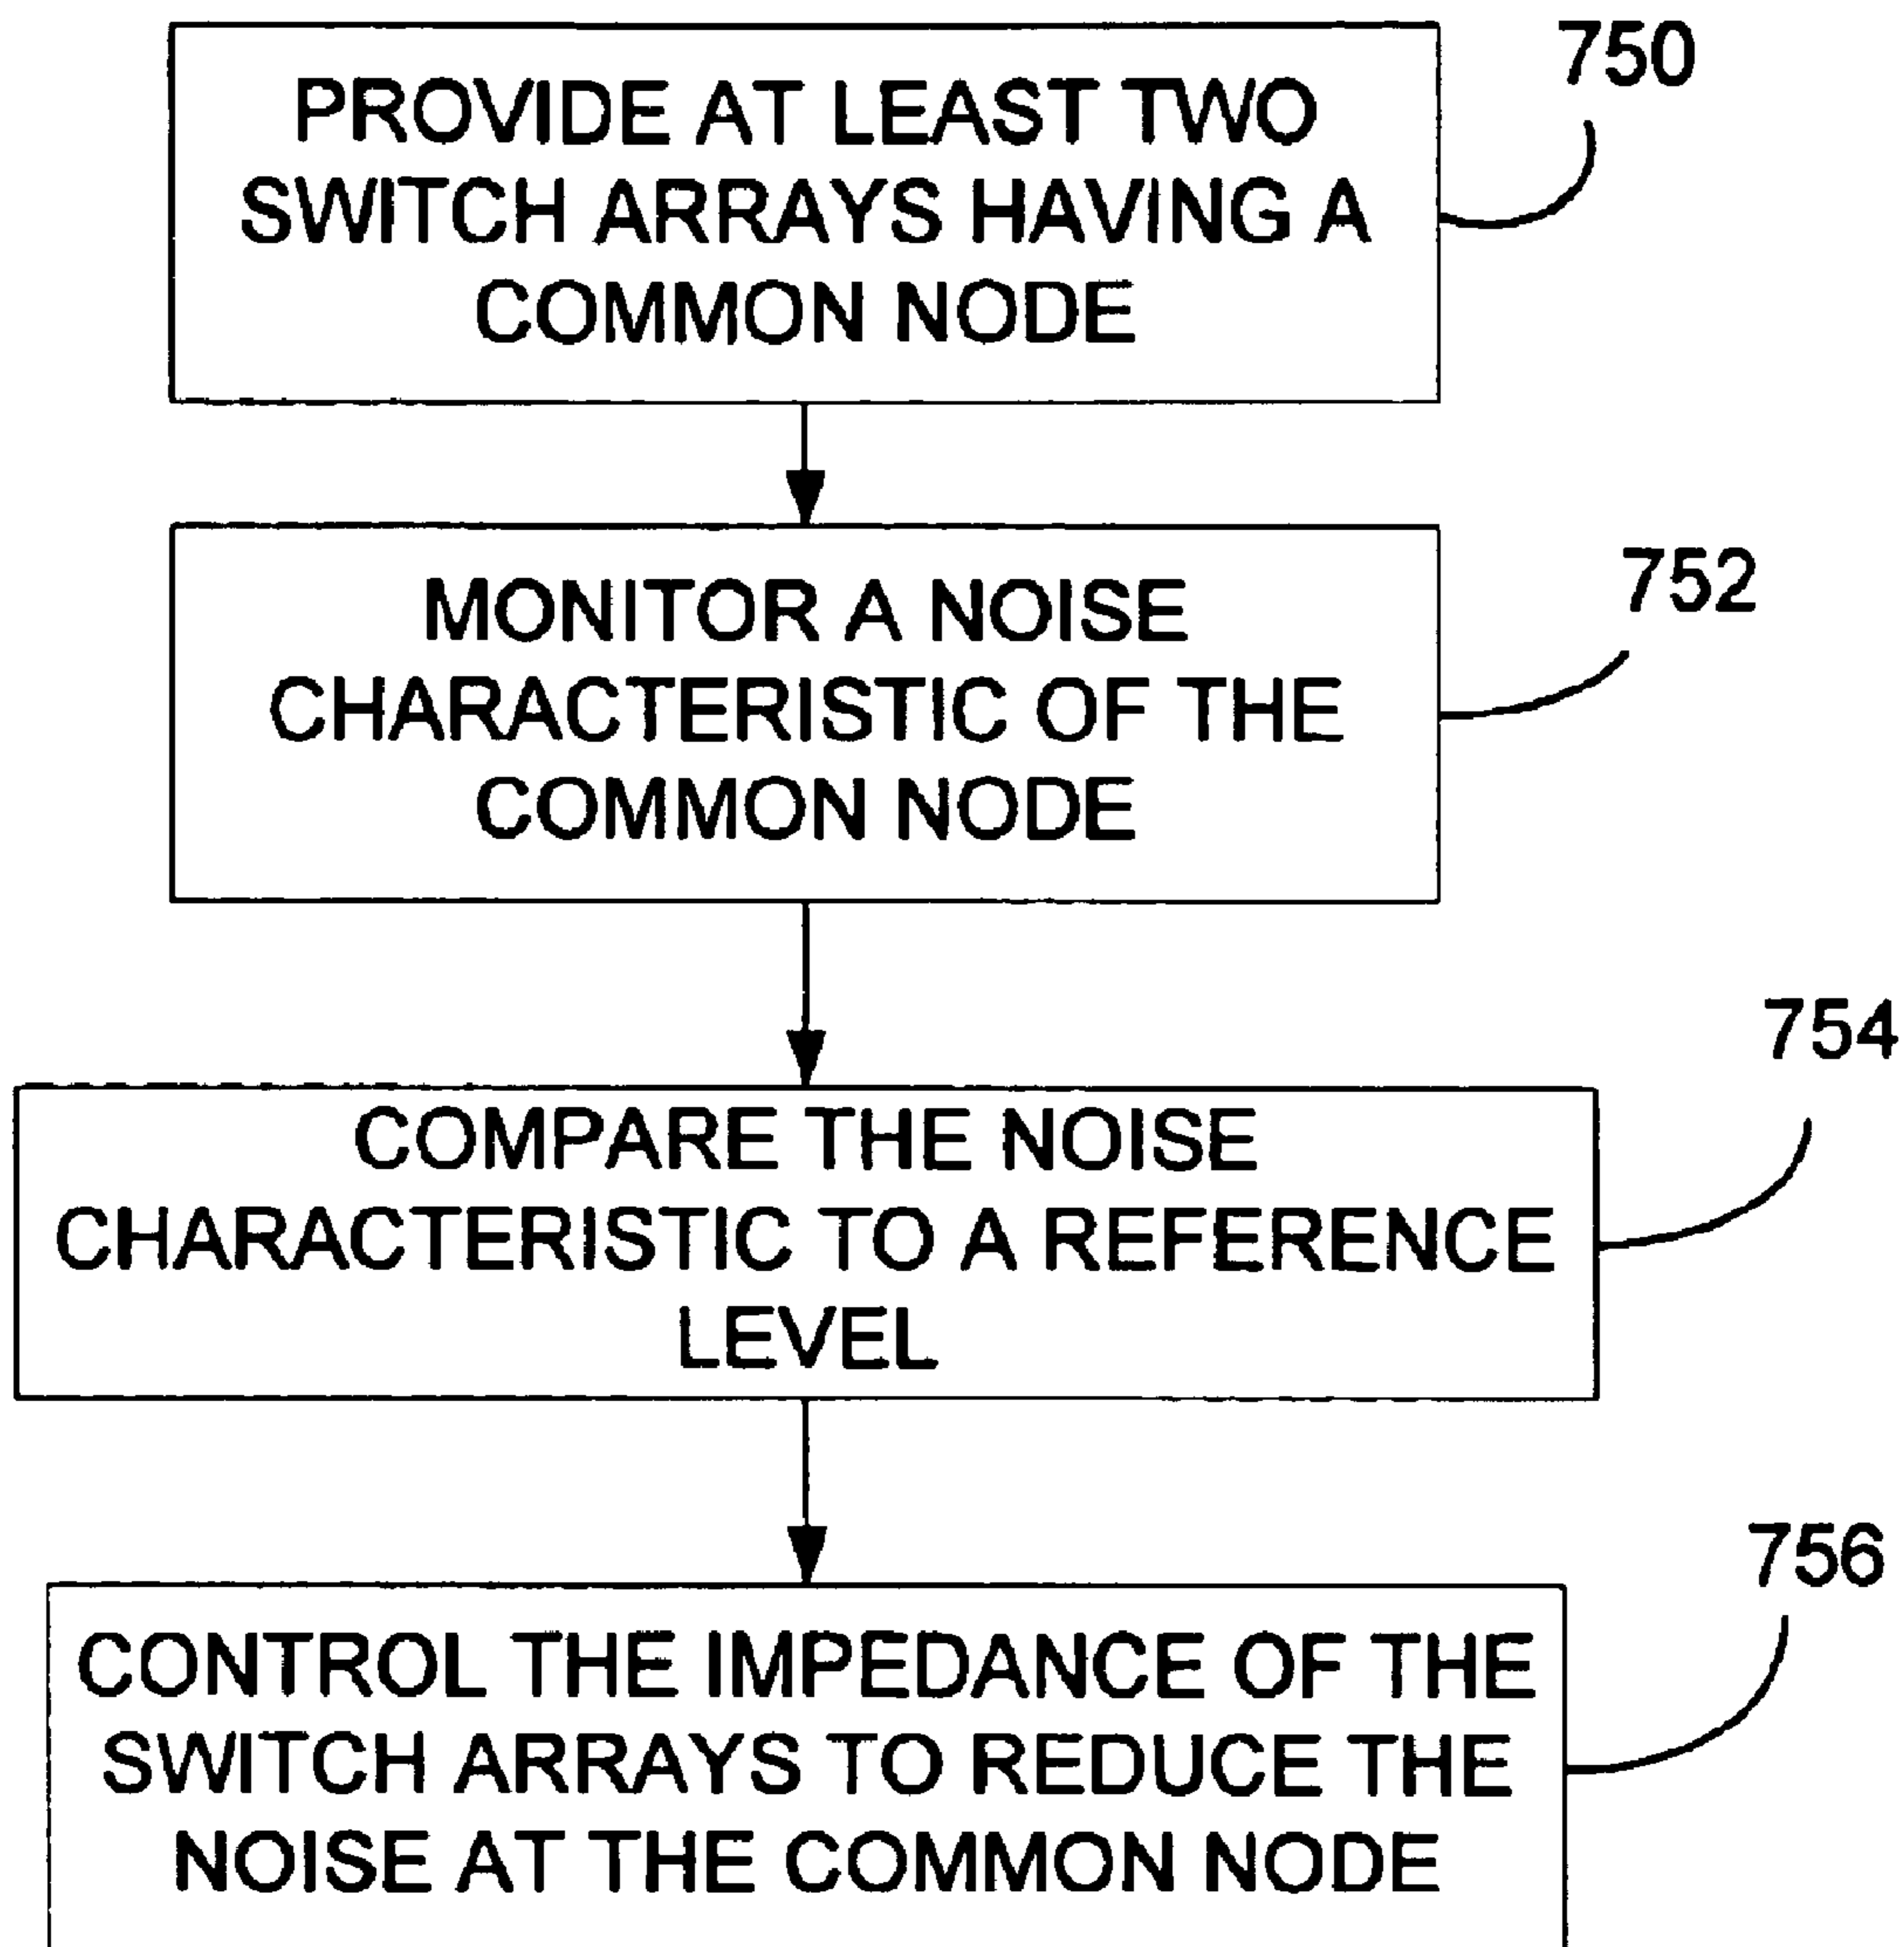 750
PROVIDE AT LEAST TWO
SWITCH ARRAYS HAVING A
COMMON NODE
752
MONITOR A NOISE
CHARACTERISTIC OF THE
COMMON NODE
754
COMPARE THE NOISE
CHARACTERISTIC TO A REFERENCE
LEVEL
756
CONTROL THE IMPEDANCE OF THE
SWITCH ARRAYS TO REDUCE THE
NOISE AT THE COMMON NODE